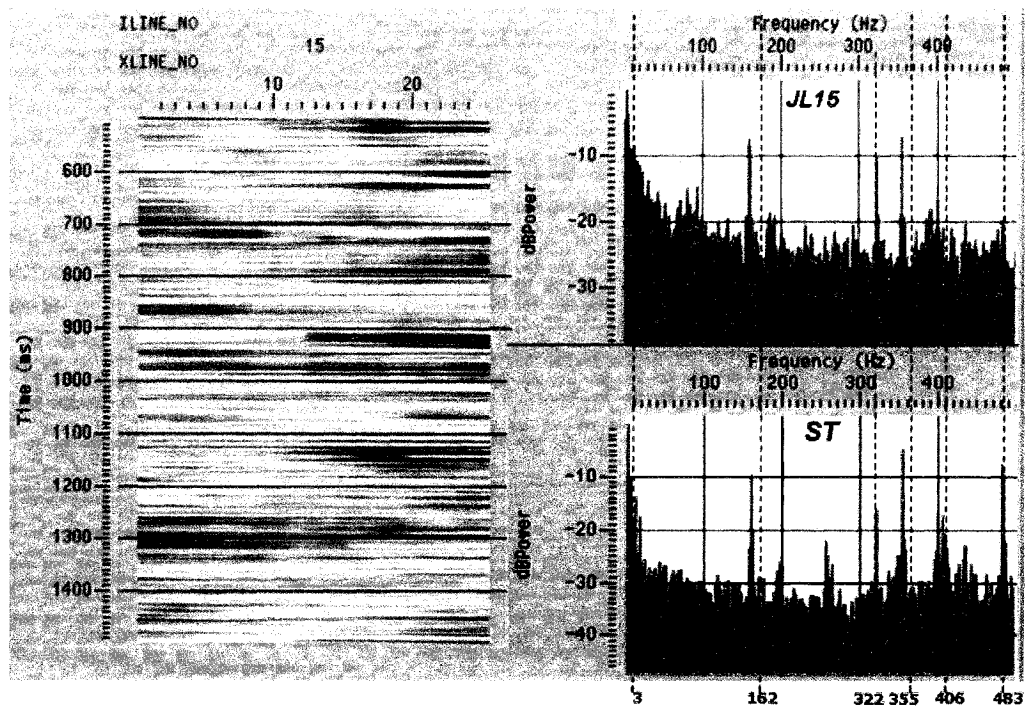 ILINE_NO
15
XLINE_NO
10 20
Time (ms)
600
700
800
900
1000
1100
1200
1300
1400
Frequency (Hz)
100 200 300 400
JL15
dBPower
-10
-20
-30
Frequency (Hz)
100 200 300 400
ST
dBPower
-10
-20
-30
-40
3 162 322 355 406 483